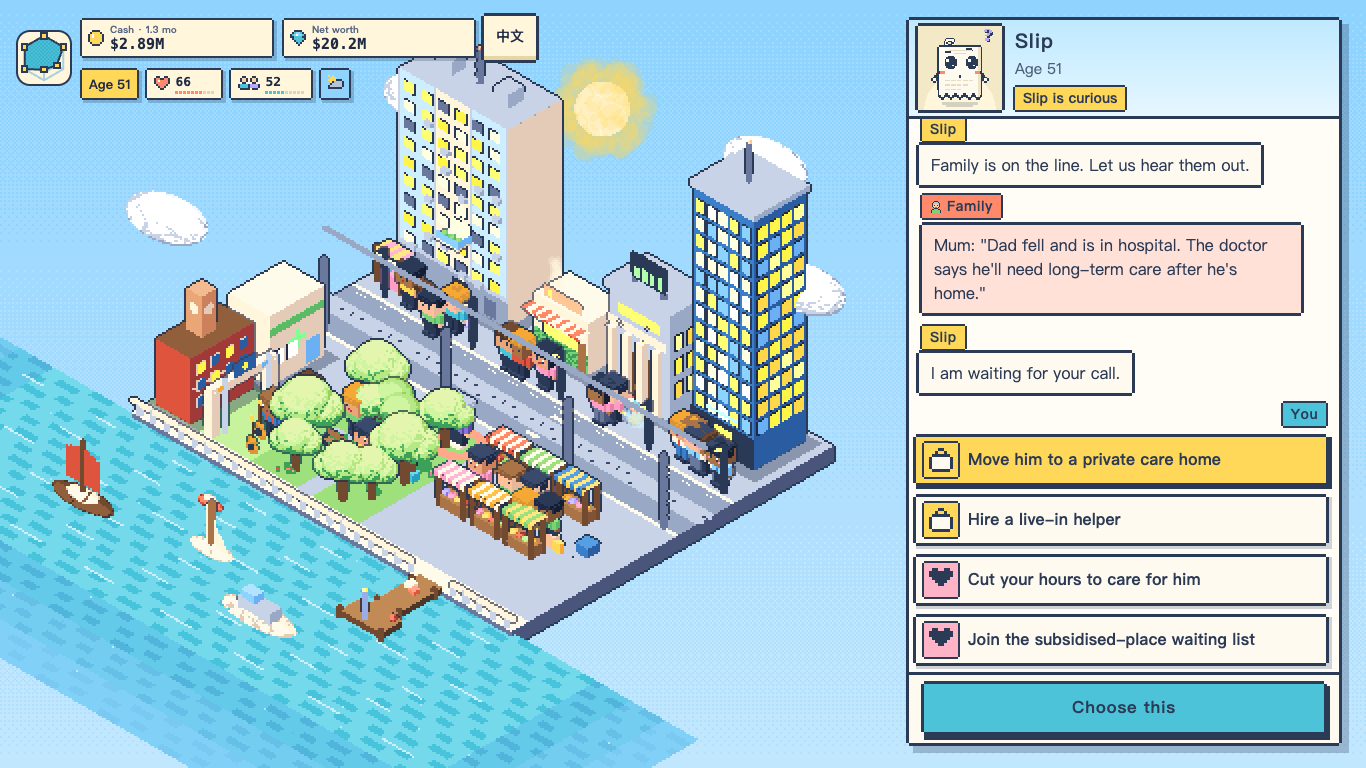 Cash · 1.3 mo
$2.89M
Net worth
$20.2M
中文
Age 51
66
52
Slip
Age 51
Slip is curious
Slip
Family is on the line. Let us hear them out.
Family
Mum: "Dad fell and is in hospital. The doctor
says he'll need long-term care after he's
home."
Slip
I am waiting for your call.
You
Move him to a private care home
Hire a live-in helper
Cut your hours to care for him
Join the subsidised-place waiting list
Choose this